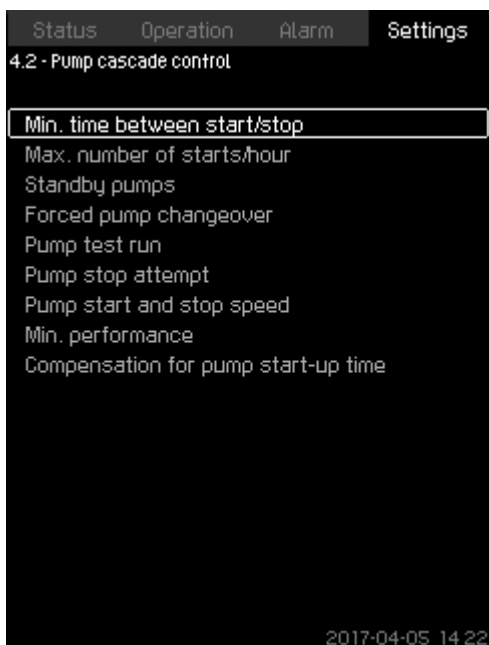 Status Operation Alarm Settings
4.2 - Pump cascade control
Min. time between start/stop
Max. number of starts/hour
Standby pumps
Forced pump changeover
Pump test run
Pump stop attempt
Pump start and stop speed
Min. performance
Compensation for pump start-up time
2017-04-05 14:22